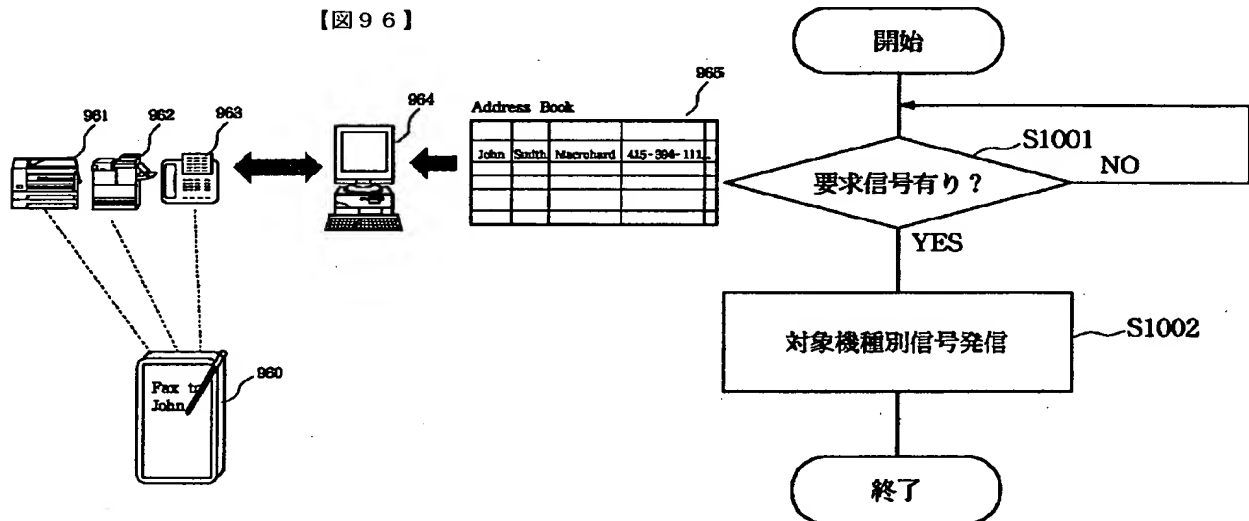 【図９６】
961
962
963
964
965
Address Book
John Smith Macrohard 415-394-111..
Fax to
John
960
開始
要求信号有り？
S1001
NO
YES
対象機種別信号発信
S1002
終了